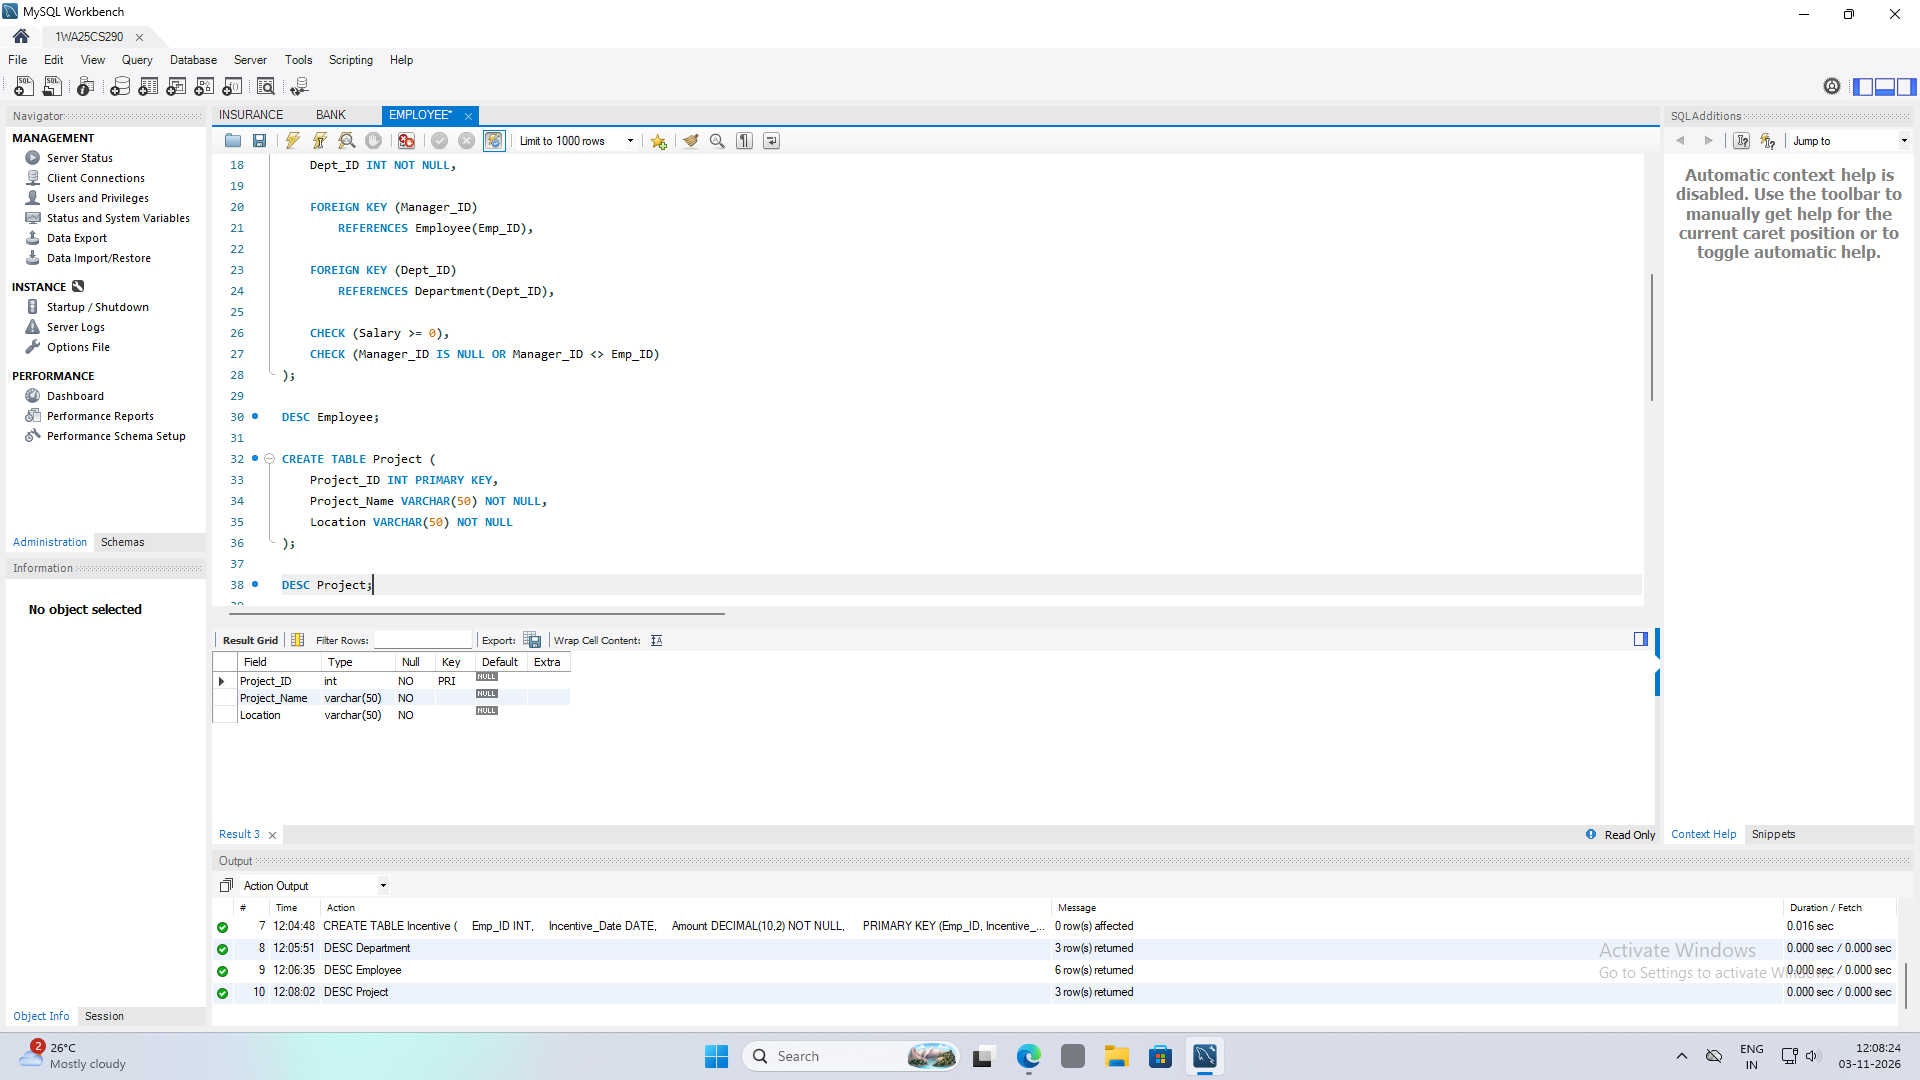 MySQL Workbench
1WA25CS290
File Edit View Query Database Server Tools Scripting Help
Navigator
MANAGEMENT
Server Status
Client Connections
Users and Privileges
Status and System Variables
Data Export
Data Import/Restore
INSTANCE
Startup / Shutdown
Server Logs
Options File
PERFORMANCE
Dashboard
Performance Reports
Performance Schema Setup
Administration Schemas
Information
No object selected
Object Info Session
INSURANCE BANK EMPLOYEE*
Limit to 1000 rows
18 Dept_ID INT NOT NULL,
19
20 FOREIGN KEY (Manager_ID)
21 REFERENCES Employee(Emp_ID),
22
23 FOREIGN KEY (Dept_ID)
24 REFERENCES Department(Dept_ID),
25
26 CHECK (Salary >= 0),
27 CHECK (Manager_ID IS NULL OR Manager_ID <> Emp_ID)
28 );
29
30 DESC Employee;
31
32 CREATE TABLE Project (
33 Project_ID INT PRIMARY KEY,
34 Project_Name VARCHAR(50) NOT NULL,
35 Location VARCHAR(50) NOT NULL
36 );
37
38 DESC Project;
Result Grid Filter Rows: Export: Wrap Cell Content:
Field Type Null Key Default Extra
Project_ID int NO PRI NULL
Project_Name varchar(50) NO NULL
Location varchar(50) NO NULL
Result 3 Read Only
SQLAdditions
Jump to
Automatic context help is
disabled. Use the toolbar to
manually get help for the
current caret position or to
toggle automatic help.
Context Help Snippets
Output
Action Output
# Time Action Message Duration / Fetch
7 12:04:48 CREATE TABLE Incentive ( Emp_ID INT, Incentive_Date DATE, Amount DECIMAL(10,2) NOT NULL, PRIMARY KEY (Emp_ID, Incentive_... 0 row(s) affected 0.016 sec
8 12:05:51 DESC Department 3 row(s) returned 0.000 sec / 0.000 sec
9 12:06:35 DESC Employee 6 row(s) returned 0.000 sec / 0.000 sec
10 12:08:02 DESC Project 3 row(s) returned 0.000 sec / 0.000 sec
Activate Windows
Go to Settings to activate Windows.
2
26°C
Mostly cloudy
Search
ENG
IN
12:08:24
03-11-2026